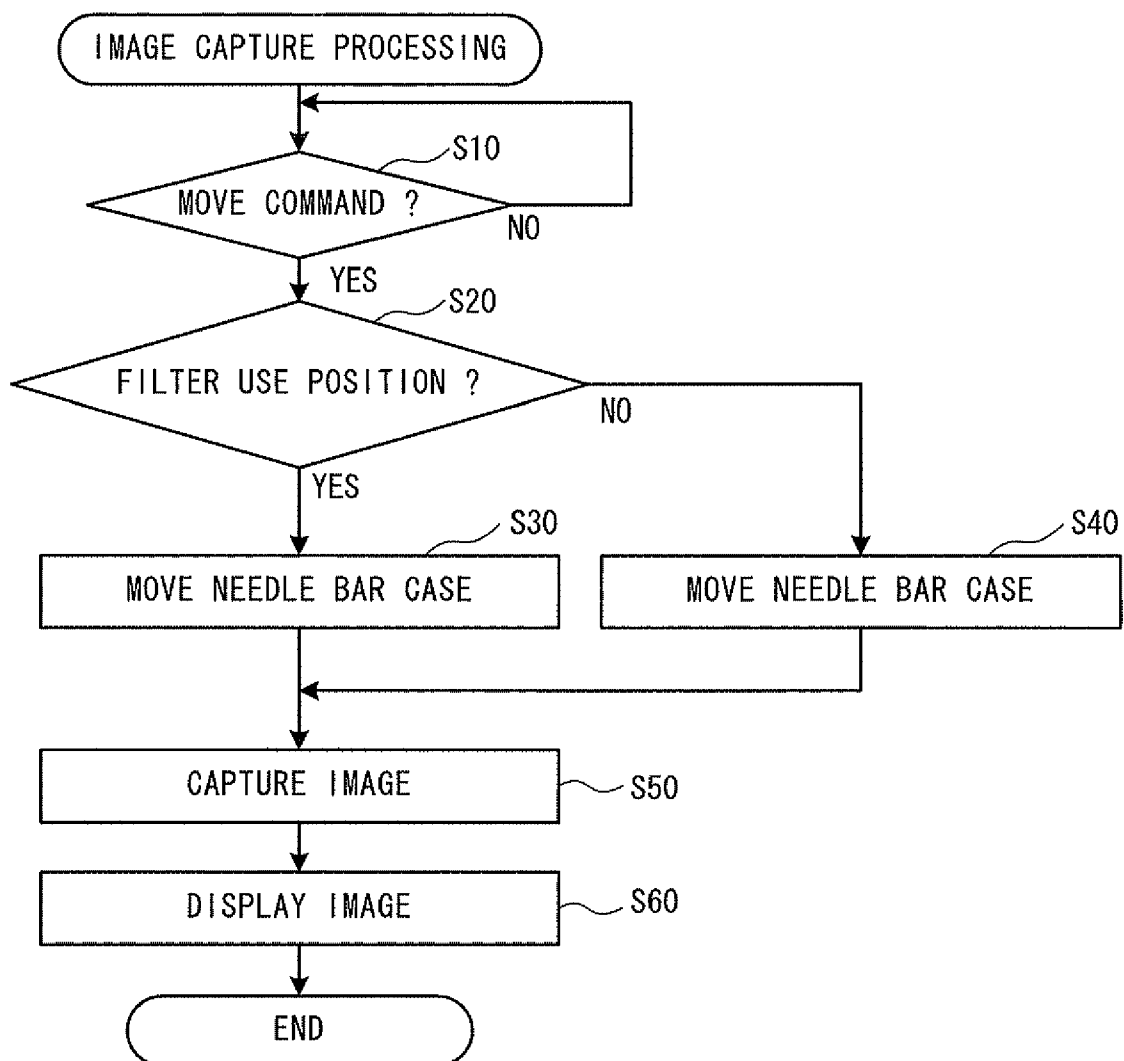 IMAGE CAPTURE PROCESSING
S10
MOVE COMMAND ?
NO
YES
S20
FILTER USE POSITION ?
NO
YES
S30
S40
MOVE NEEDLE BAR CASE
MOVE NEEDLE BAR CASE
CAPTURE IMAGE
S50
DISPLAY IMAGE
S60
END